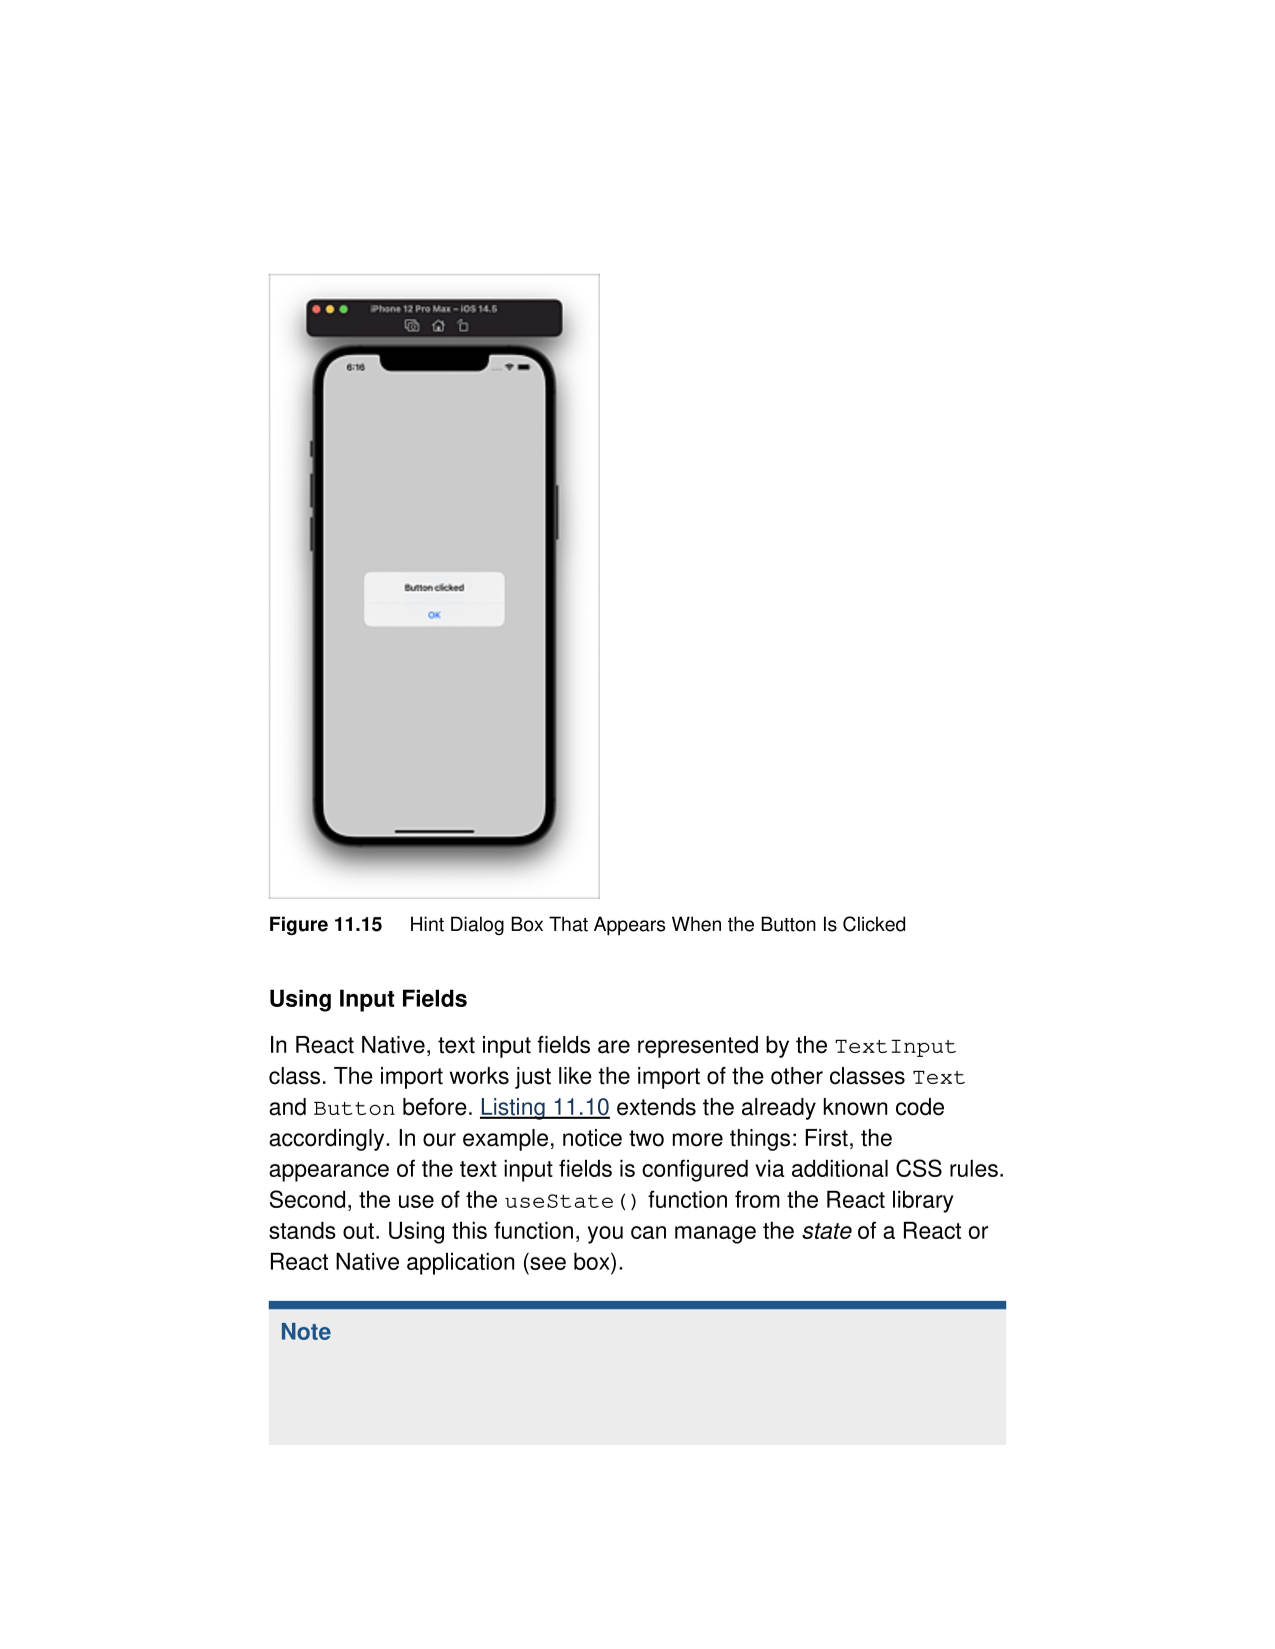 iPhone 12 Pro Max – iOS 14.5
6:16
Button clicked
OK
Figure 11.15 Hint Dialog Box That Appears When the Button Is Clicked
Using Input Fields
In React Native, text input fields are represented by the TextInput
class. The import works just like the import of the other classes Text
and Button before. Listing 11.10 extends the already known code
accordingly. In our example, notice two more things: First, the
appearance of the text input fields is configured via additional CSS rules.
Second, the use of the useState() function from the React library
stands out. Using this function, you can manage the state of a React or
React Native application (see box).
Note